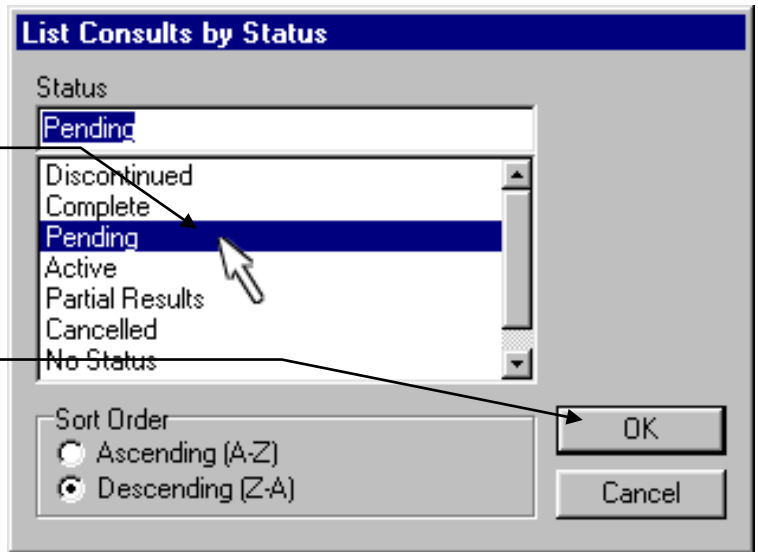 List Consults by Status
Status
Pending
Discontinued
Complete
Pending
Active
Partial Results
Cancelled
No Status
Sort Order
Ascending (A-Z)
Descending (Z-A)
OK
Cancel